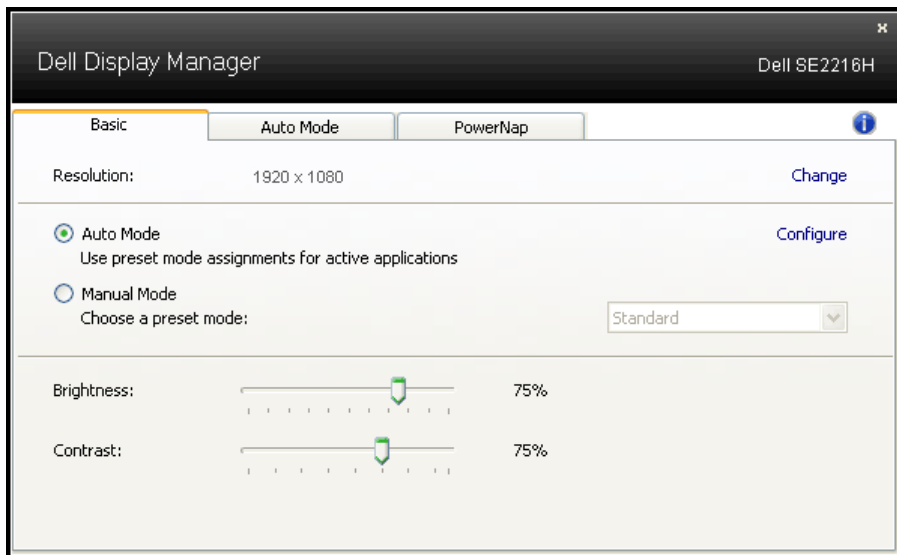 Dell Display Manager
Dell SE2216H
Basic
Auto Mode
PowerNap
Resolution:
1920 x 1080
Change
Auto Mode
Configure
Use preset mode assignments for active applications
Manual Mode
Choose a preset mode:
Standard
Brightness:
75%
Contrast:
75%